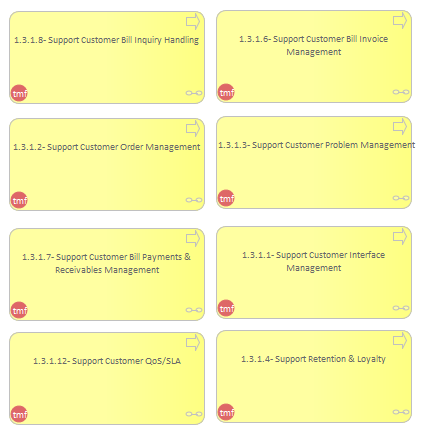 1.3.1.8- Support Customer Bill Inquiry Handling
tmf
1.3.1.6- Support Customer Bill Invoice
Management
tmf
1.3.1.2- Support Customer Order Management
tmf
1.3.1.3- Support Customer Problem Management
tmf
1.3.1.7- Support Customer Bill Payments &
Receivables Management
tmf
1.3.1.1- Support Customer Interface
Management
tmf
1.3.1.12- Support Customer QoS/SLA
tmf
1.3.1.4- Support Retention & Loyalty
tmf